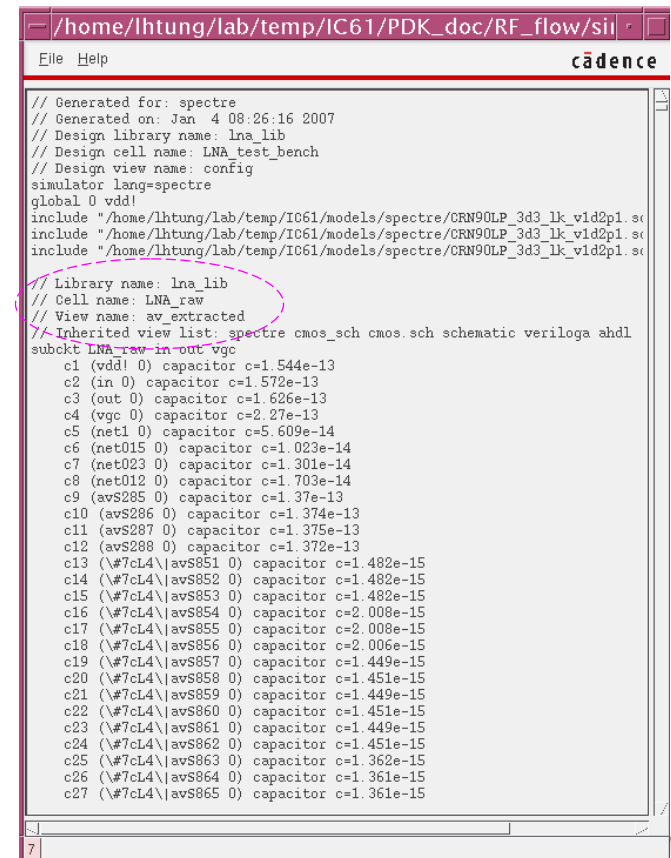 /home/lhtung/lab/temp/IC61/PDK_doc/RF_flow/sin
File Help
cādence
// Generated for: spectre
// Generated on: Jan 4 08:26:16 2007
// Design library name: lna_lib
// Design cell name: LNA_test_bench
// Design view name: config
simulator lang=spectre
global 0 vdd!
include "/home/lhtung/lab/temp/IC61/models/spectre/CRN90LP_3d3_lk_v1d2p1.sc
include "/home/lhtung/lab/temp/IC61/models/spectre/CRN90LP_3d3_lk_v1d2p1.sc
include "/home/lhtung/lab/temp/IC61/models/spectre/CRN90LP_3d3_lk_v1d2p1.sc
// Library name: lna_lib
// Cell name: LNA_raw
// View name: av_extracted
// Inherited view list: spectre cmos_sch cmos.sch schematic veriloga ahdl
subckt LNA_raw in out vgc
c1 (vdd! 0) capacitor c=1.544e-13
c2 (in 0) capacitor c=1.572e-13
c3 (out 0) capacitor c=1.626e-13
c4 (vgc 0) capacitor c=2.27e-13
c5 (net1 0) capacitor c=5.609e-14
c6 (net015 0) capacitor c=1.023e-14
c7 (net023 0) capacitor c=1.301e-14
c8 (net012 0) capacitor c=1.703e-14
c9 (avS285 0) capacitor c=1.37e-13
c10 (avS286 0) capacitor c=1.374e-13
c11 (avS287 0) capacitor c=1.375e-13
c12 (avS288 0) capacitor c=1.372e-13
c13 (\#7cL4\|avS851 0) capacitor c=1.482e-15
c14 (\#7cL4\|avS852 0) capacitor c=1.482e-15
c15 (\#7cL4\|avS853 0) capacitor c=1.482e-15
c16 (\#7cL4\|avS854 0) capacitor c=2.008e-15
c17 (\#7cL4\|avS855 0) capacitor c=2.008e-15
c18 (\#7cL4\|avS856 0) capacitor c=2.006e-15
c19 (\#7cL4\|avS857 0) capacitor c=1.449e-15
c20 (\#7cL4\|avS858 0) capacitor c=1.451e-15
c21 (\#7cL4\|avS859 0) capacitor c=1.449e-15
c22 (\#7cL4\|avS860 0) capacitor c=1.451e-15
c23 (\#7cL4\|avS861 0) capacitor c=1.449e-15
c24 (\#7cL4\|avS862 0) capacitor c=1.451e-15
c25 (\#7cL4\|avS863 0) capacitor c=1.362e-15
c26 (\#7cL4\|avS864 0) capacitor c=1.361e-15
c27 (\#7cL4\|avS865 0) capacitor c=1.361e-15
7